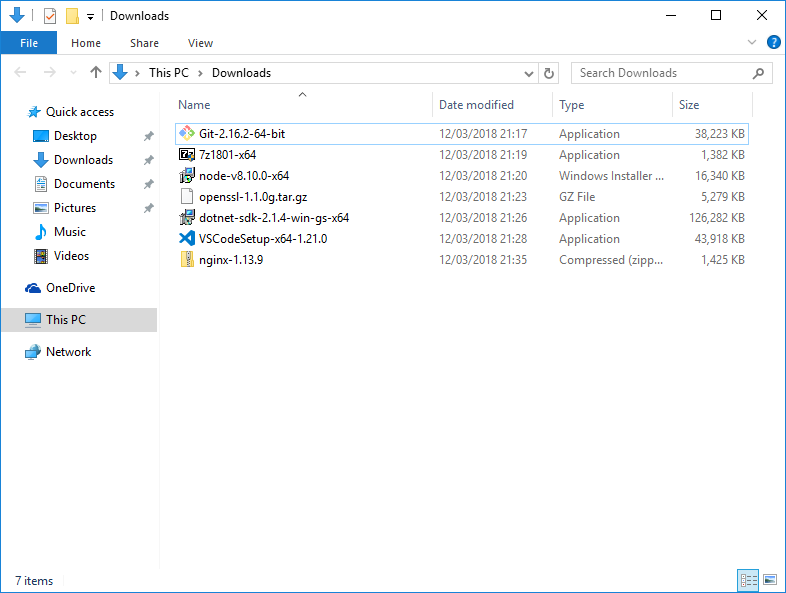 Downloads
File Home Share View
This PC Downloads Search Downloads
Name Date modified Type Size
Quick access
Desktop
Downloads
Documents
Pictures
Music
Videos
OneDrive
This PC
Network
Git-2.16.2-64-bit 12/03/2018 21:17 Application 38,223 KB
7z1801-x64 12/03/2018 21:19 Application 1,382 KB
node-v8.10.0-x64 12/03/2018 21:20 Windows Installer ... 16,340 KB
openssl-1.1.0g.tar.gz 12/03/2018 21:23 GZ File 5,279 KB
dotnet-sdk-2.1.4-win-gs-x64 12/03/2018 21:26 Application 126,282 KB
VSCodeSetup-x64-1.21.0 12/03/2018 21:28 Application 43,918 KB
nginx-1.13.9 12/03/2018 21:35 Compressed (zipp... 1,425 KB
7 items